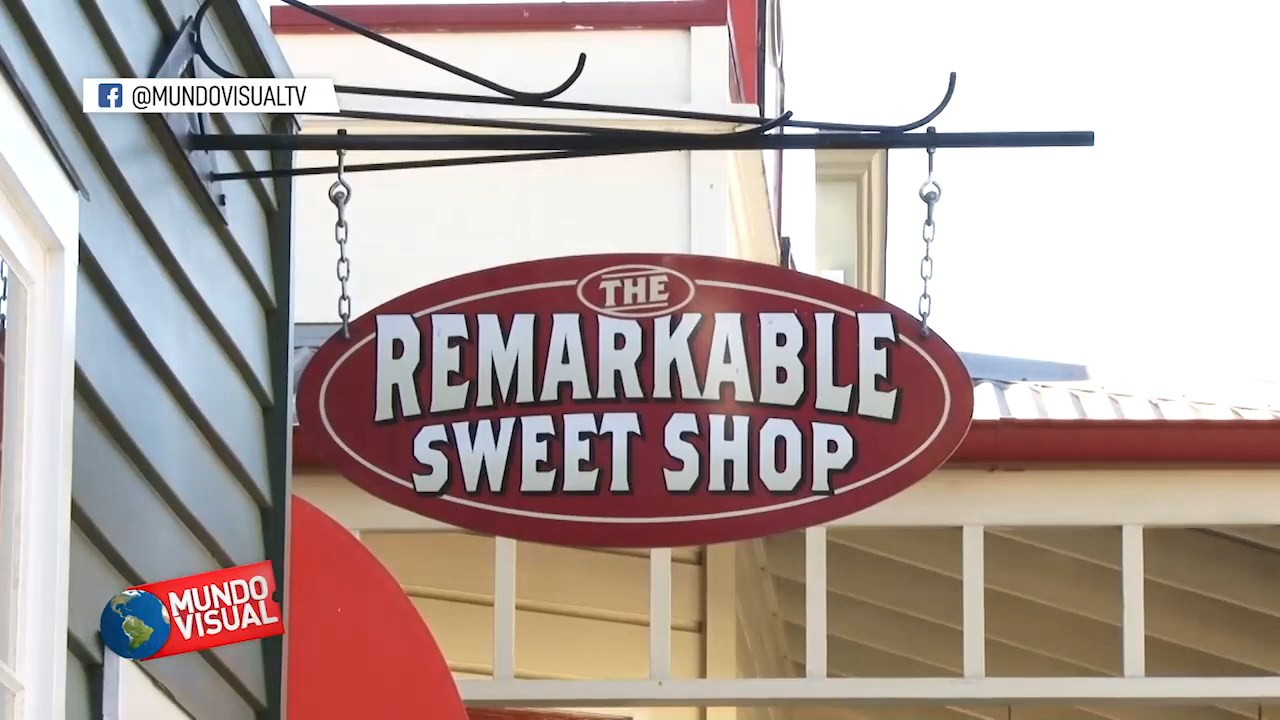 @MUNDOVISUALTV
THE
REMARKABLE
SWEET SHOP
MUNDO
VISUAL